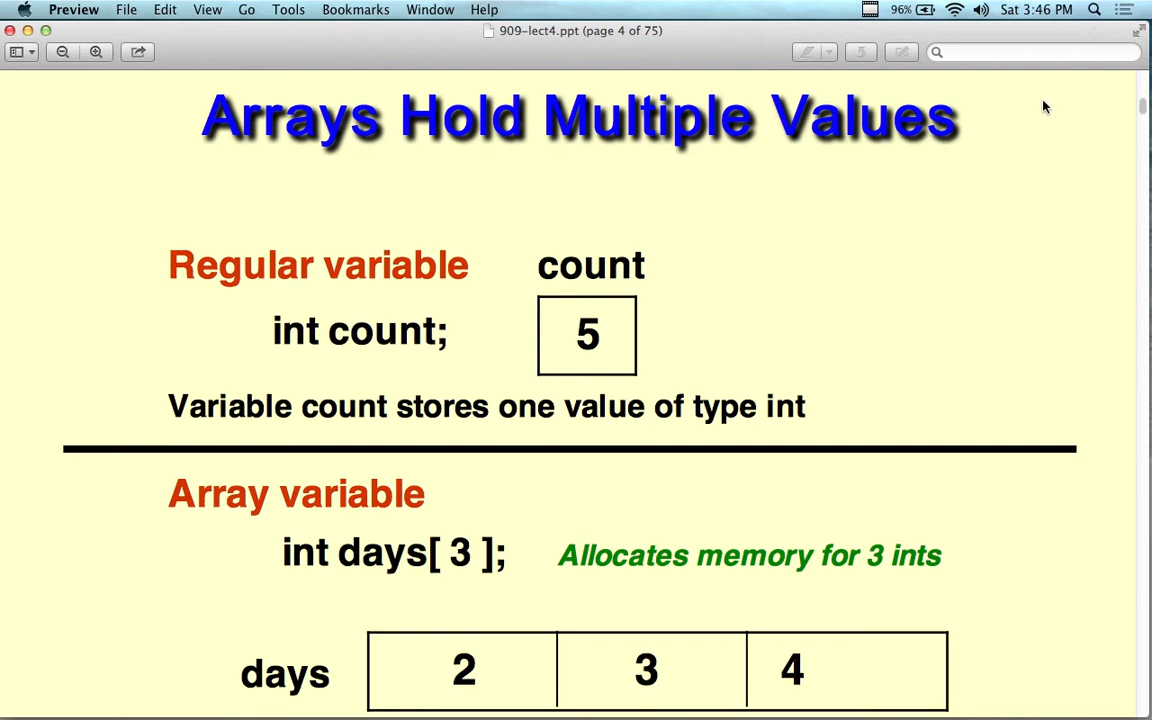 Preview File Edit View Go Tools Bookmarks Window Help 96% Sat 3:46 PM
909-lect4.ppt (page 4 of 75)
5
Arrays Hold Multiple Values
Regular variable count
int count; 5
Variable count stores one value of type int
Array variable
int days[ 3 ]; Allocates memory for 3 ints
days 2 3 4